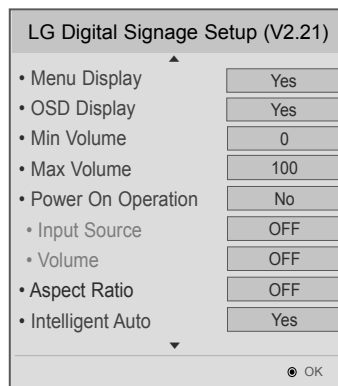 LG Digital Signage Setup (V2.21)
• Menu Display Yes
• OSD Display Yes
• Min Volume 0
• Max Volume 100
• Power On Operation No
• Input Source OFF
• Volume OFF
• Aspect Ratio OFF
• Intelligent Auto Yes
OK